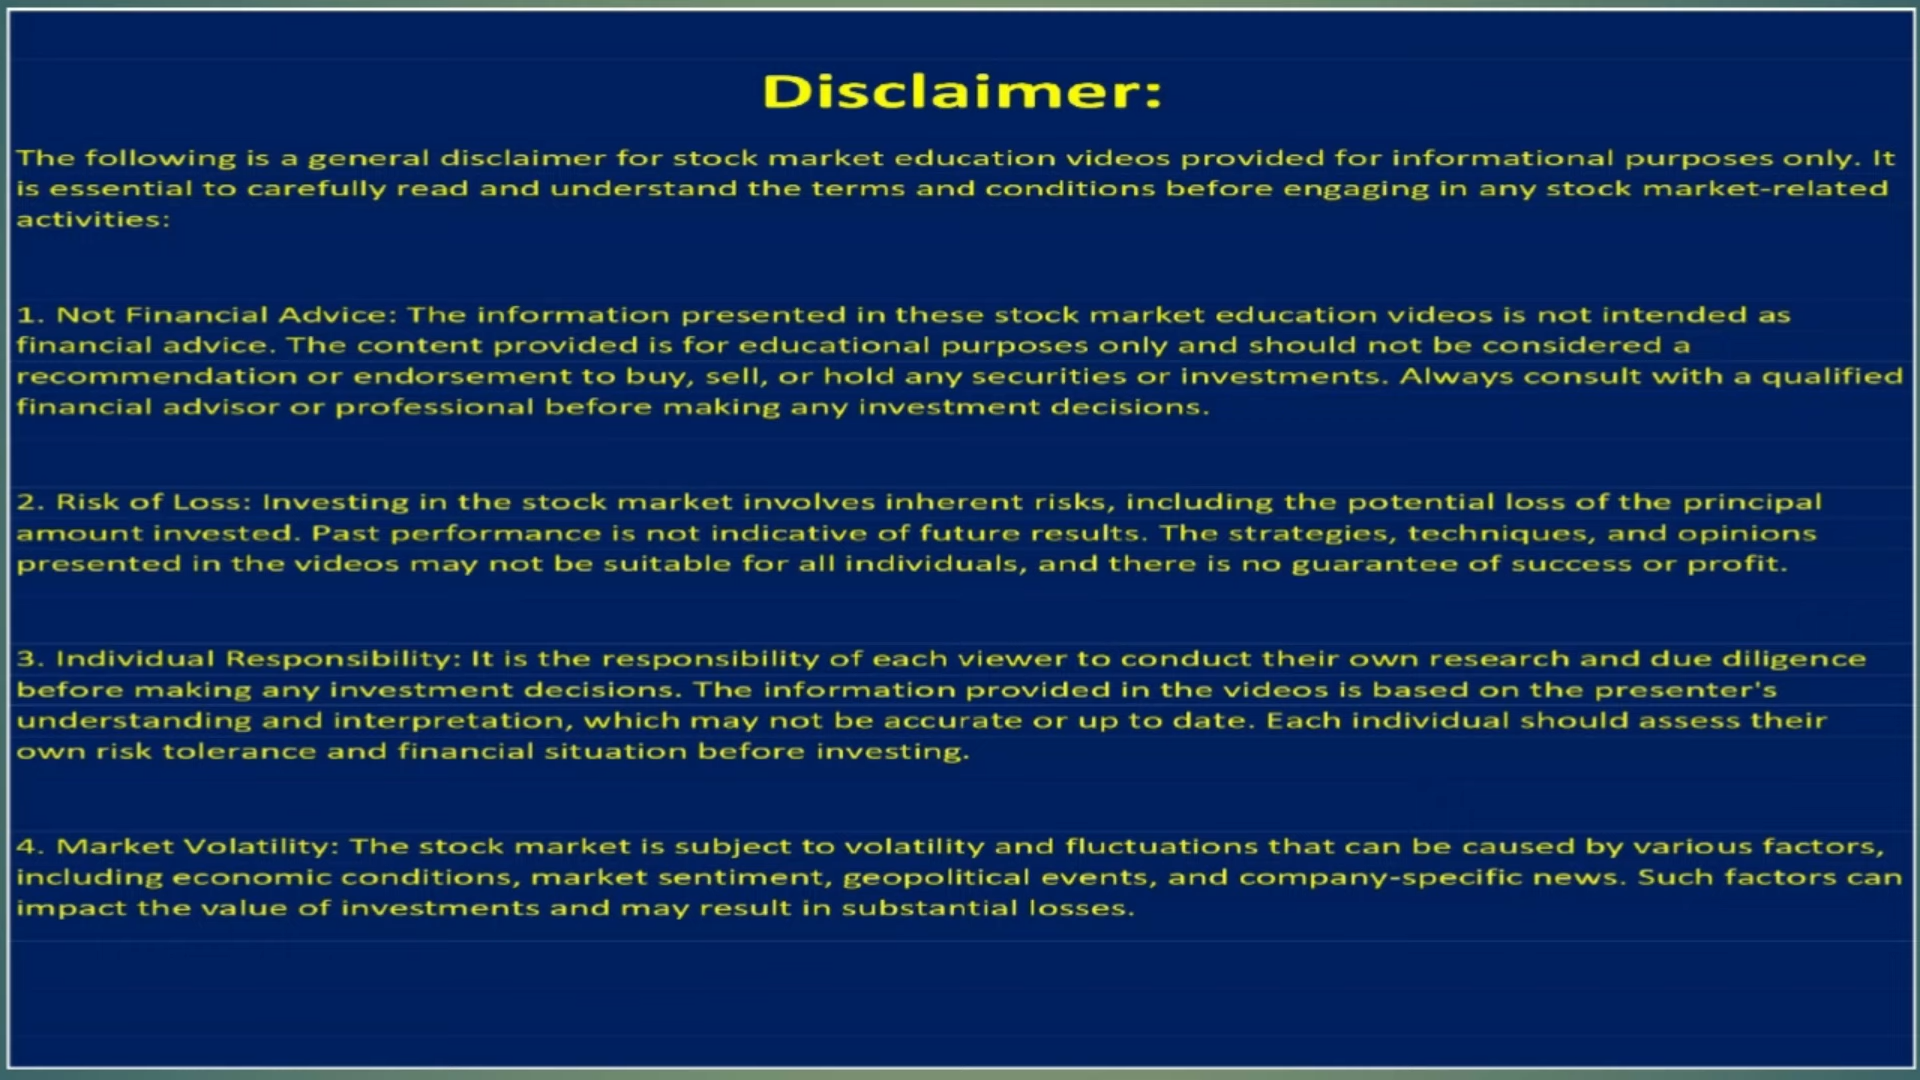 Disclaimer:
The following is a general disclaimer for stock market education videos provided for informational purposes only. It
is essential to carefully read and understand the terms and conditions before engaging in any stock market-related
activities:
1. Not Financial Advice: The information presented in these stock market education videos is not intended as
financial advice. The content provided is for educational purposes only and should not be considered a
recommendation or endorsement to buy, sell, or hold any securities or investments. Always consult with a qualified
financial advisor or professional before making any investment decisions.
2. Risk of Loss: Investing in the stock market involves inherent risks, including the potential loss of the principal
amount invested. Past performance is not indicative of future results. The strategies, techniques, and opinions
presented in the videos may not be suitable for all individuals, and there is no guarantee of success or profit.
3. Individual Responsibility: It is the responsibility of each viewer to conduct their own research and due diligence
before making any investment decisions. The information provided in the videos is based on the presenter's
understanding and interpretation, which may not be accurate or up to date. Each individual should assess their
own risk tolerance and financial situation before investing.
4. Market Volatility: The stock market is subject to volatility and fluctuations that can be caused by various factors,
including economic conditions, market sentiment, geopolitical events, and company-specific news. Such factors can
impact the value of investments and may result in substantial losses.